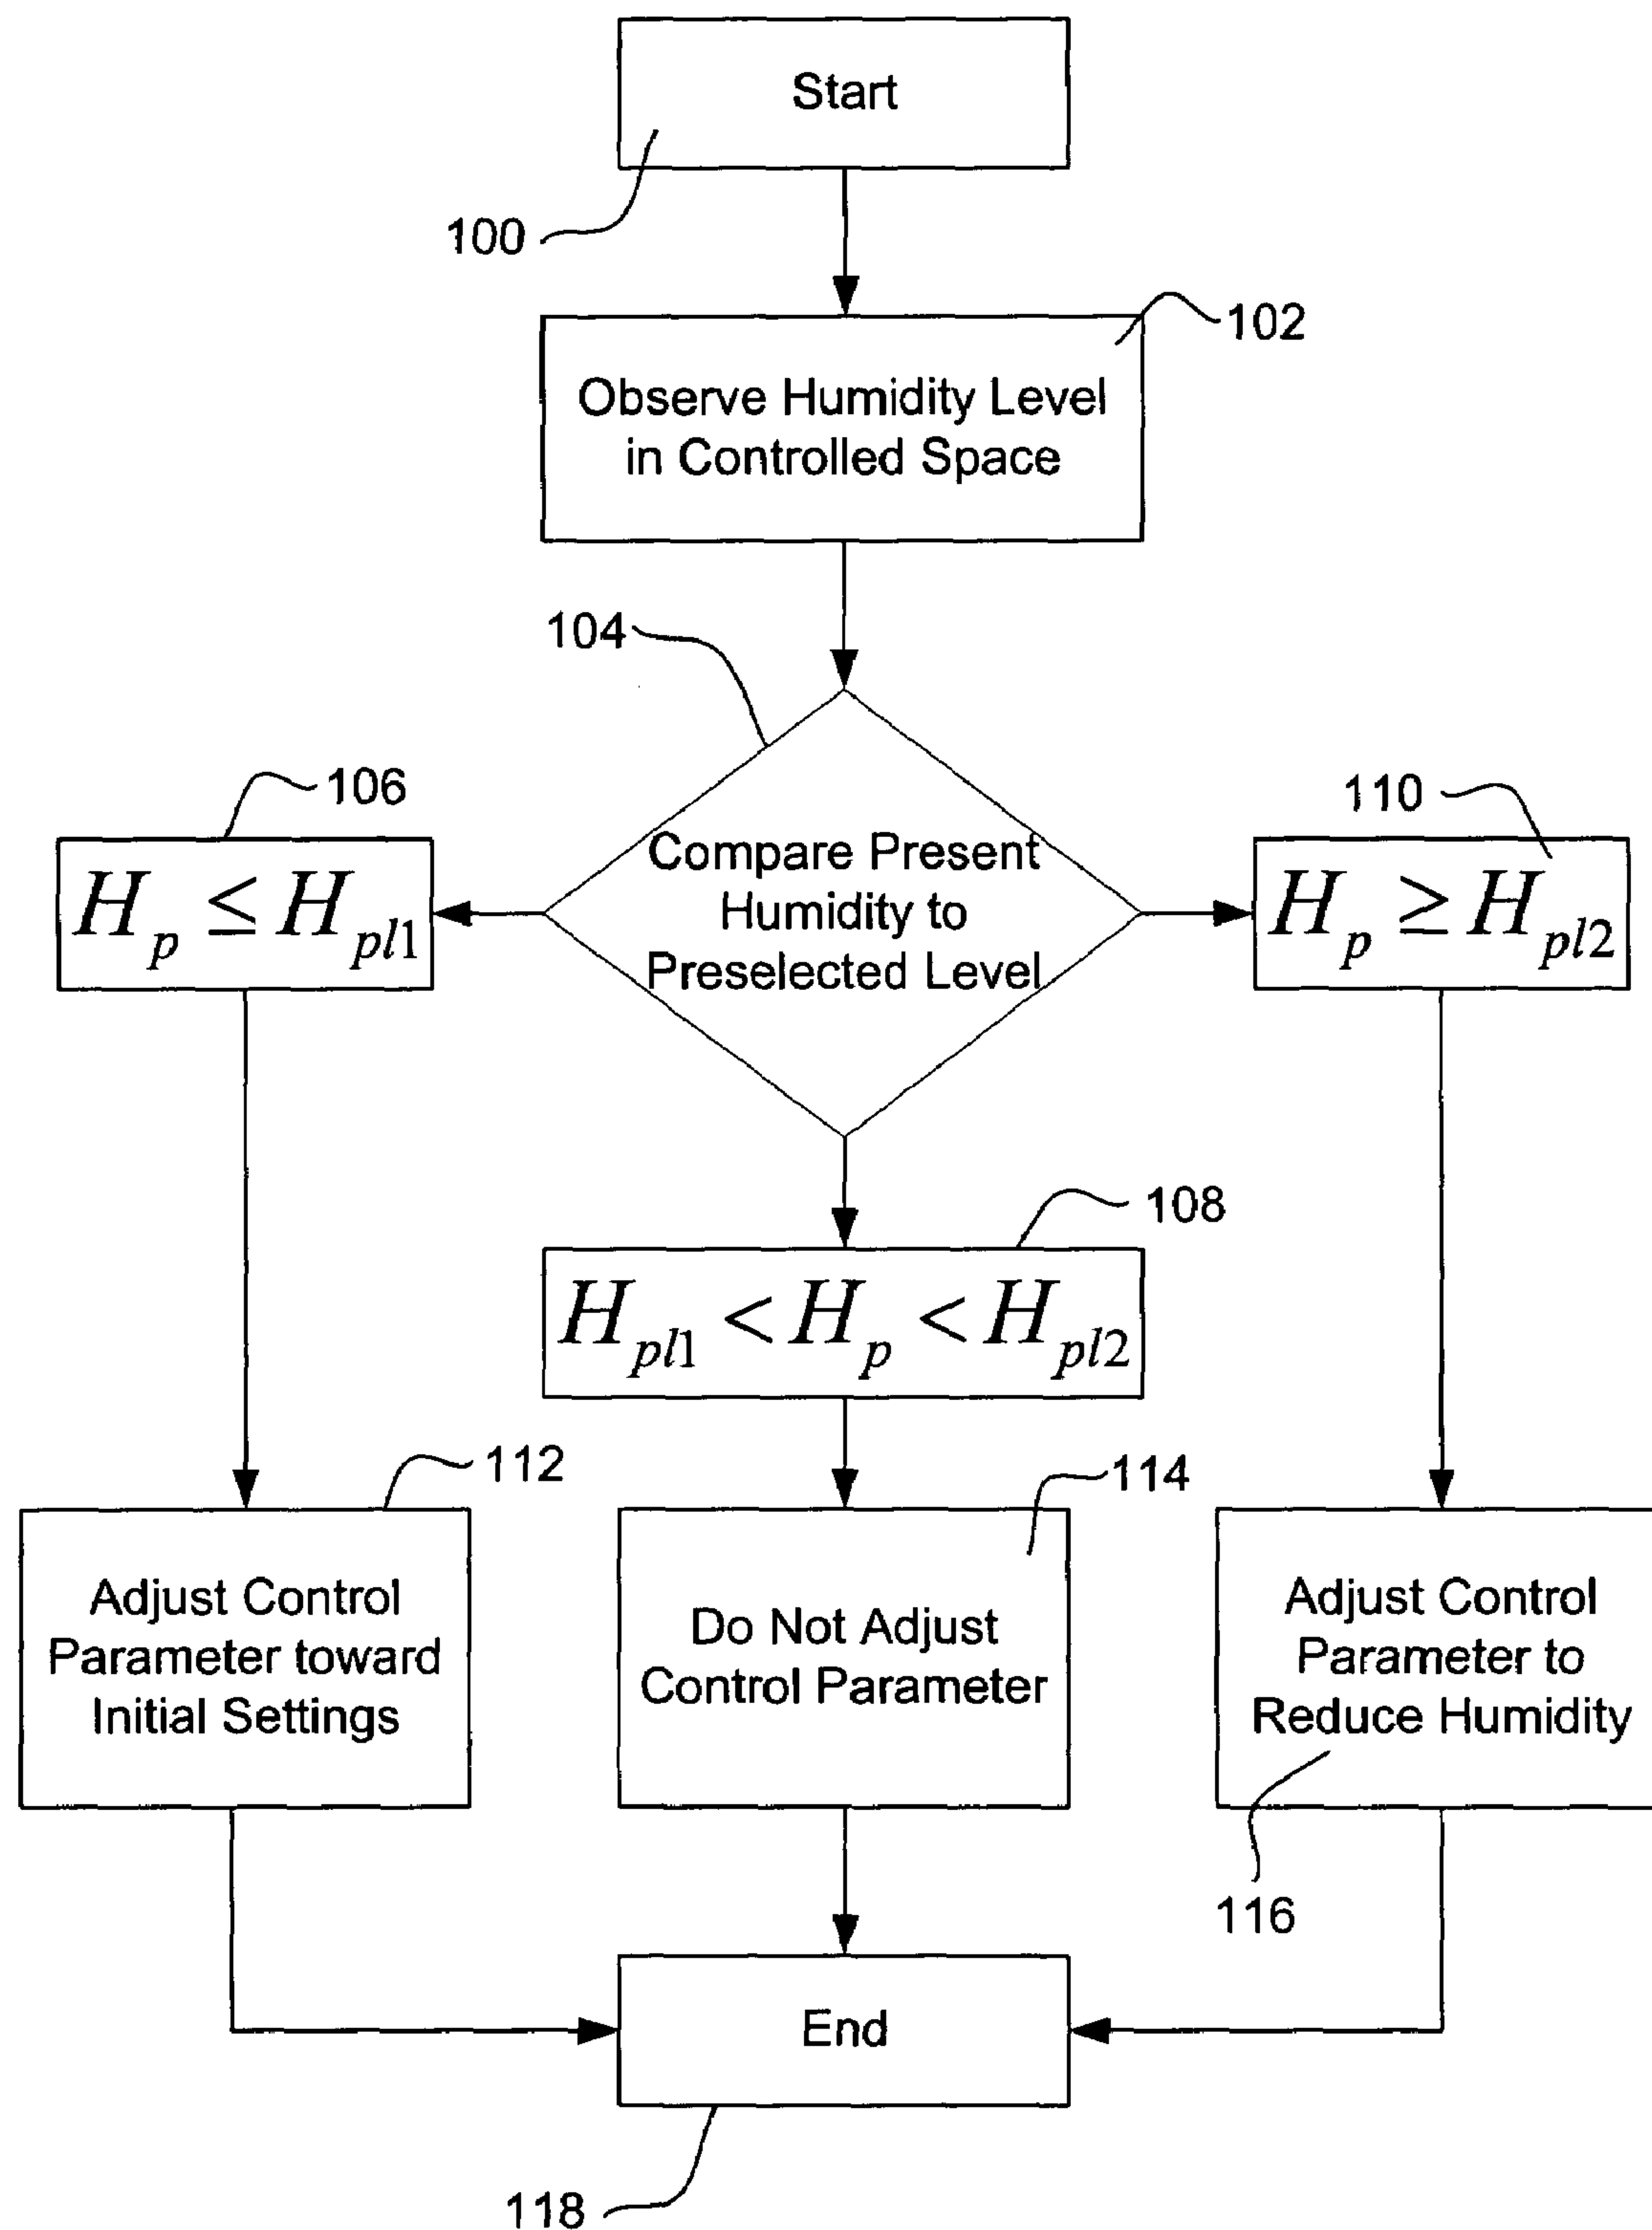 Start
100
102
Observe Humidity Level
in Controlled Space
104
106
110
Compare Present
Humidity to
Preselected Level
H_p ≤ H_pl1
H_p ≥ H_pl2
108
H_pl1 < H_p < H_pl2
112
114
Adjust Control
Parameter toward
Initial Settings
Do Not Adjust
Control Parameter
Adjust Control
Parameter to
Reduce Humidity
116
End
118